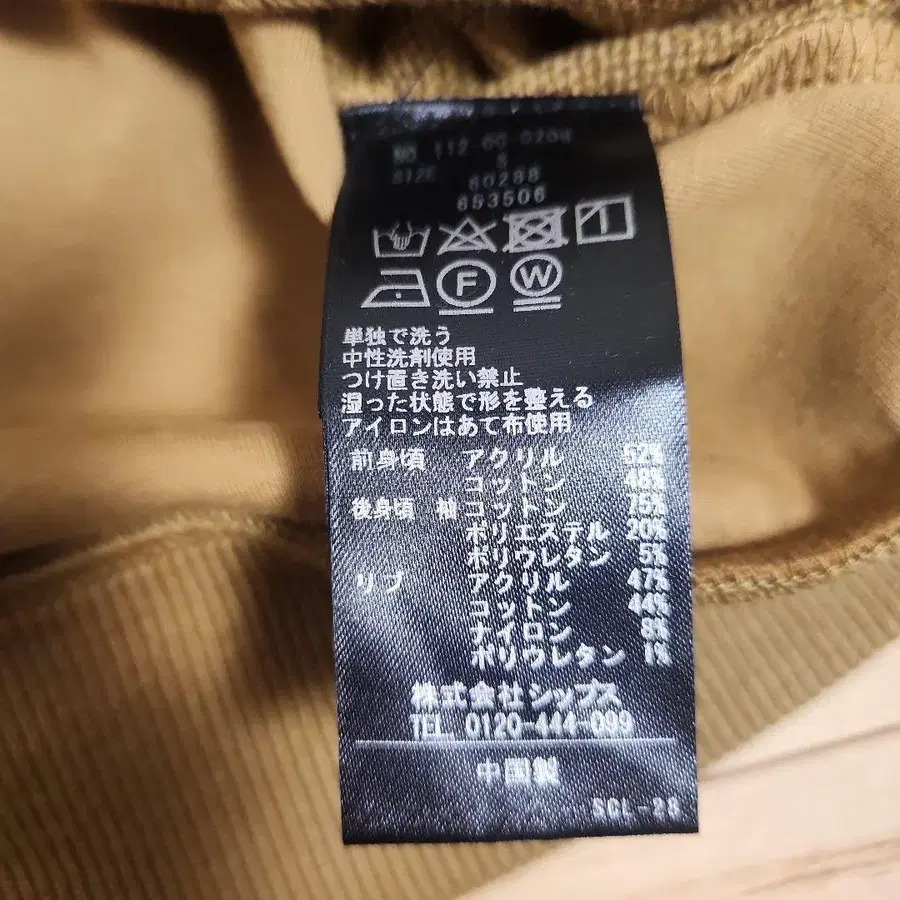 NO. 112-00-0204
SIZE S
60288
653506
F W
単独で洗う
中性洗剤使用
つけ置き洗い禁止
湿った状態で形を整える
アイロンはあて布使用
前身頃 アクリル 52%
コットン 48%
後身頃 袖 コットン 75%
ポリエステル 20%
ポリウレタン 5%
リブ アクリル 47%
コットン 44%
ナイロン 8%
ポリウレタン 1%
株式会社シップス
TEL 0120-444-099
中国製